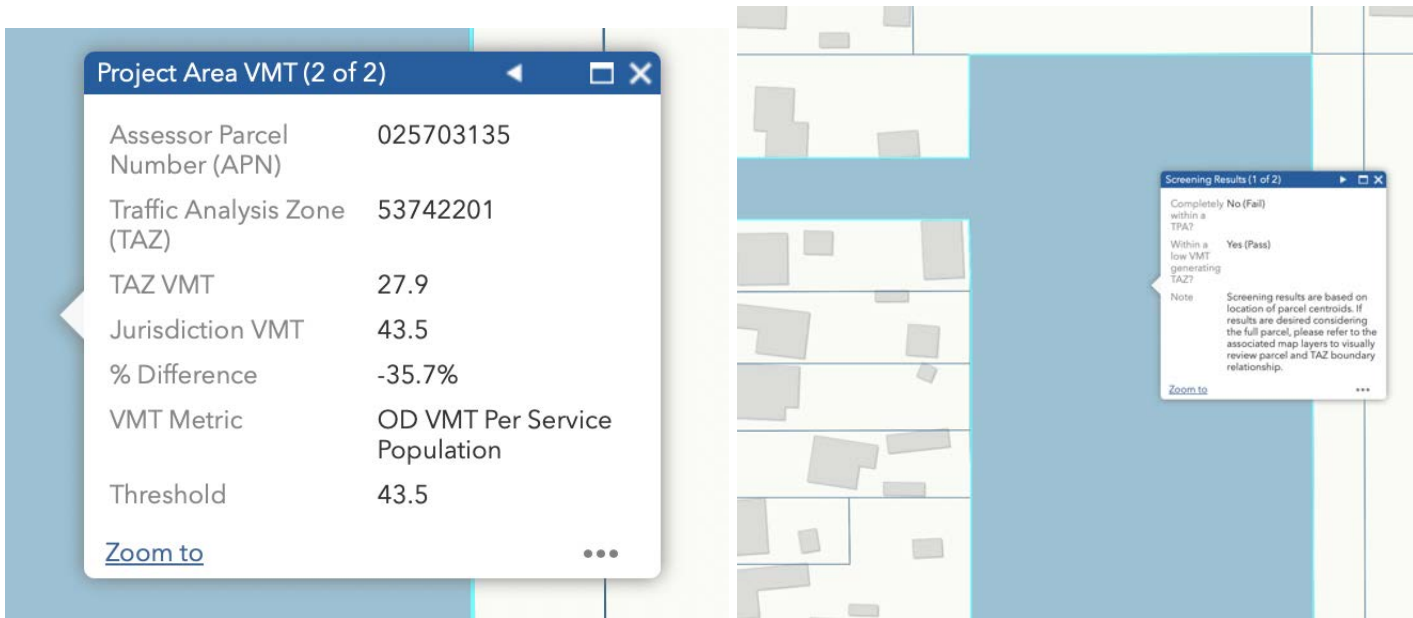 Project Area VMT (2 of 2)
Assessor Parcel 025703135
Number (APN)
Traffic Analysis Zone 53742201
(TAZ)
TAZ VMT 27.9
Jurisdiction VMT 43.5
% Difference -35.7%
VMT Metric OD VMT Per Service
Population
Threshold 43.5
Zoom to
Screening Results (1 of 2)
Completely No (Fail)
within a
TPA?
Within a Yes (Pass)
low VMT
generating
TAZ?
Note Screening results are based on
location of parcel centroids. If
results are desired considering
the full parcel, please refer to the
associated map layers to visually
review parcel and TAZ boundary
relationship.
Zoom to